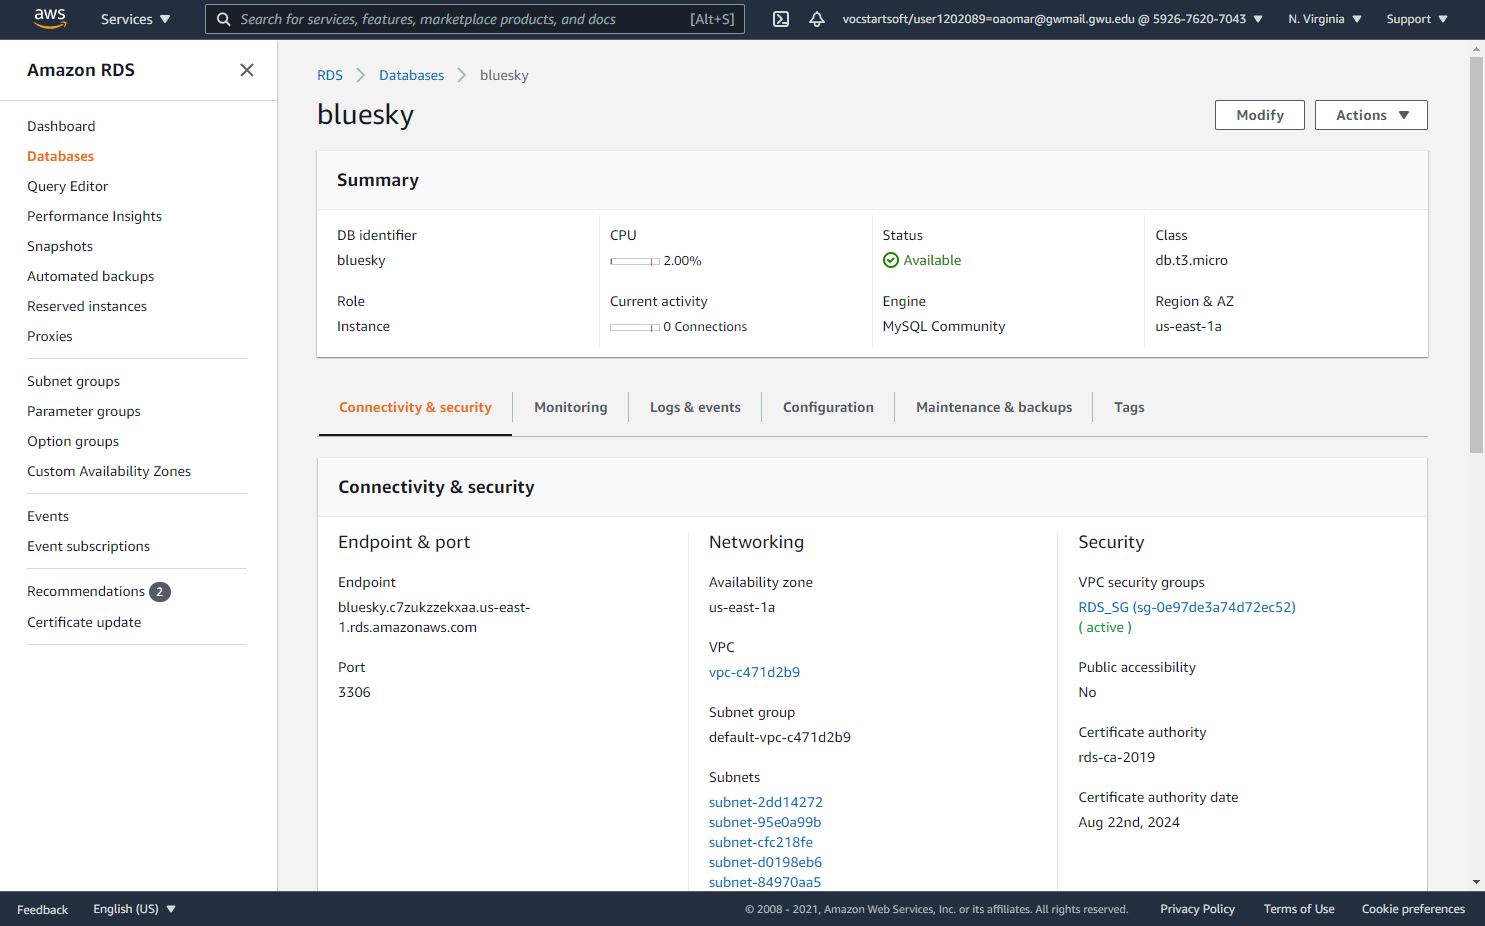 aws
Services
Search for services, features, marketplace products, and docs
[Alt+S]
vocstartsoft/user1202089=oaomar@gwmail.gwu.edu @ 5926-7620-7043
N. Virginia
Support
Amazon RDS
Dashboard
Databases
Query Editor
Performance Insights
Snapshots
Automated backups
Reserved instances
Proxies
Subnet groups
Parameter groups
Option groups
Custom Availability Zones
Events
Event subscriptions
Recommendations 2
Certificate update
RDS
Databases
bluesky
bluesky
Modify
Actions
Summary
DB identifier
bluesky
CPU
2.00%
Status
Available
Class
db.t3.micro
Role
Instance
Current activity
0 Connections
Engine
MySQL Community
Region & AZ
us-east-1a
Connectivity & security
Monitoring
Logs & events
Configuration
Maintenance & backups
Tags
Connectivity & security
Endpoint & port
Endpoint
bluesky.c7zukzzekxaa.us-east-
1.rds.amazonaws.com
Port
3306
Networking
Availability zone
us-east-1a
VPC
vpc-c471d2b9
Subnet group
default-vpc-c471d2b9
Subnets
subnet-2dd14272
subnet-95e0a99b
subnet-cfc218fe
subnet-d0198eb6
subnet-84970aa5
Security
VPC security groups
RDS_SG (sg-0e97de3a74d72ec52)
( active )
Public accessibility
No
Certificate authority
rds-ca-2019
Certificate authority date
Aug 22nd, 2024
Feedback
English (US)
© 2008 - 2021, Amazon Web Services, Inc. or its affiliates. All rights reserved.
Privacy Policy
Terms of Use
Cookie preferences